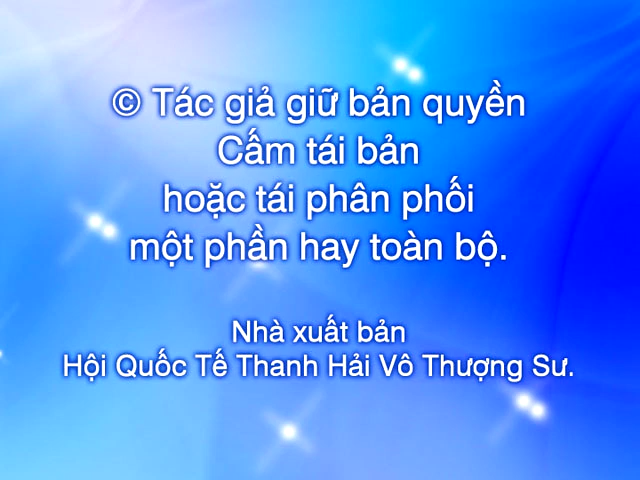 © Tác giả giữ bản quyền
Cấm tái bản
hoặc tái phân phối
một phần hay toàn bộ.
Nhà xuất bản
Hội Quốc Tế Thanh Hải Vô Thượng Sư.